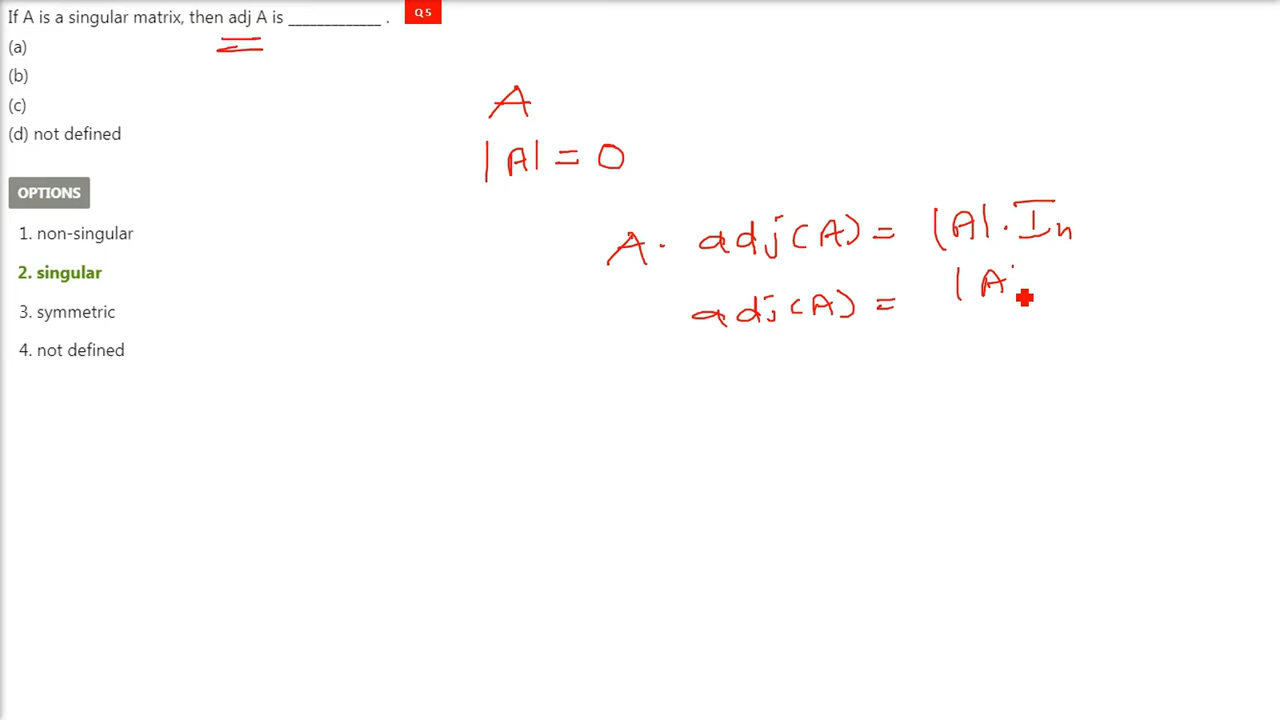 If A is a singular matrix, then adj A is _____________ .
Q5
(a)
(b)
(c)
(d) not defined
OPTIONS
1. non-singular
2. singular
3. symmetric
4. not defined
A
|A| = 0
A. adj(A) = |A|. In
adj(A) = |A